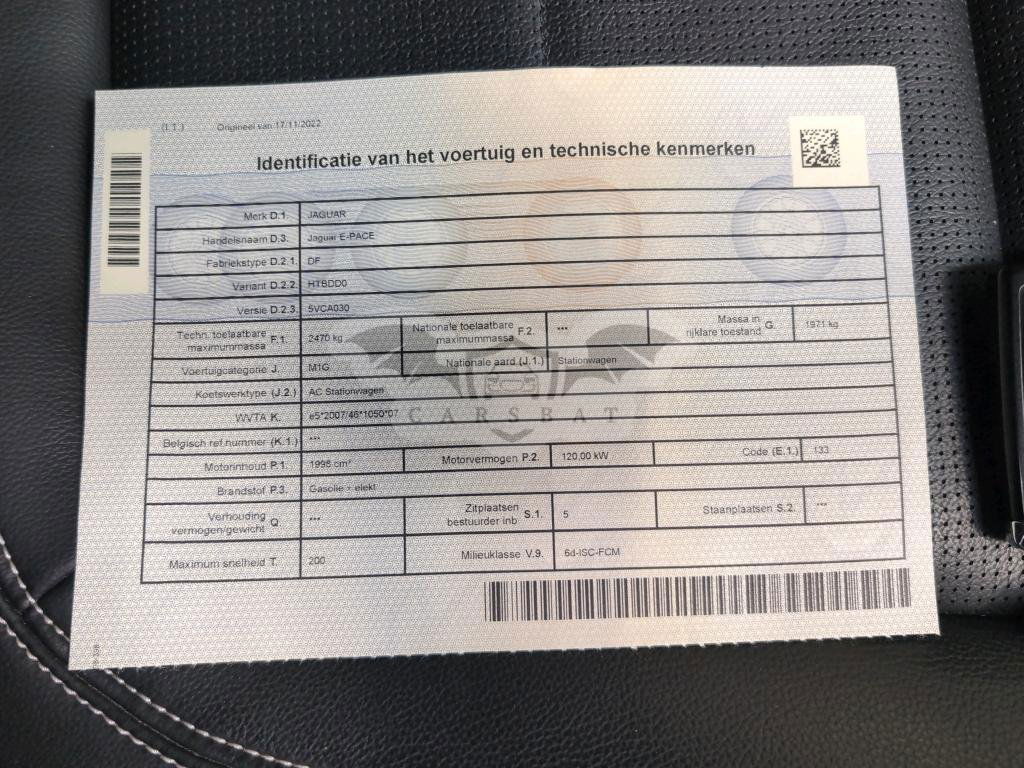 (I.1.) Origineel van 17/11/2022
Identificatie van het voertuig en technische kenmerken
Merk D.1. JAGUAR
Handelsnaam D.3. Jaguar E-PACE
Fabriekstype D.2.1. DF
Variant D.2.2. HTBDD0
Versie D.2.3. 5VCA030
Techn. toelaatbare maximummassa F.1. 2470 kg Nationale toelaatbare maximummassa F.2. *** Massa in rijklare toestand G. 1971 kg
Voertuigcategorie J. M1G Nationale aard (J.1.) Stationwagen
Koetswerktype (J.2.) AC Stationwagen
WVTA K. e5*2007/46*1050*07
CARSBAT
Belgisch ref.nummer (K.1.) ***
Motorinhoud P.1. 1998 cm³ Motorvermogen P.2. 120.00 kW Code (E.1.) 133
Brandstof P.3. Gasolie + elekt
Verhouding vermogen/gewicht Q. *** Zitplaatsen bestuurder inb S.1. 5 Staanplaatsen S.2. ***
Maximum snelheid T. 200 Milieuklasse V.9. 6d-ISC-FCM